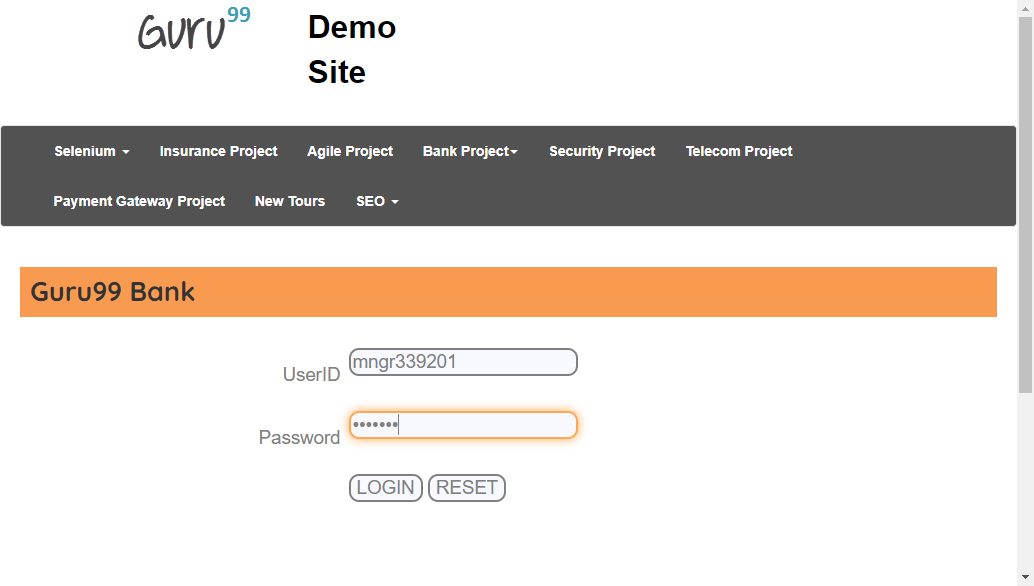 Guru99
Demo
Site
Selenium
Insurance Project
Agile Project
Bank Project
Security Project
Telecom Project
Payment Gateway Project
New Tours
SEO
Guru99 Bank
UserID
mngr339201
Password
•••••••
LOGIN
RESET